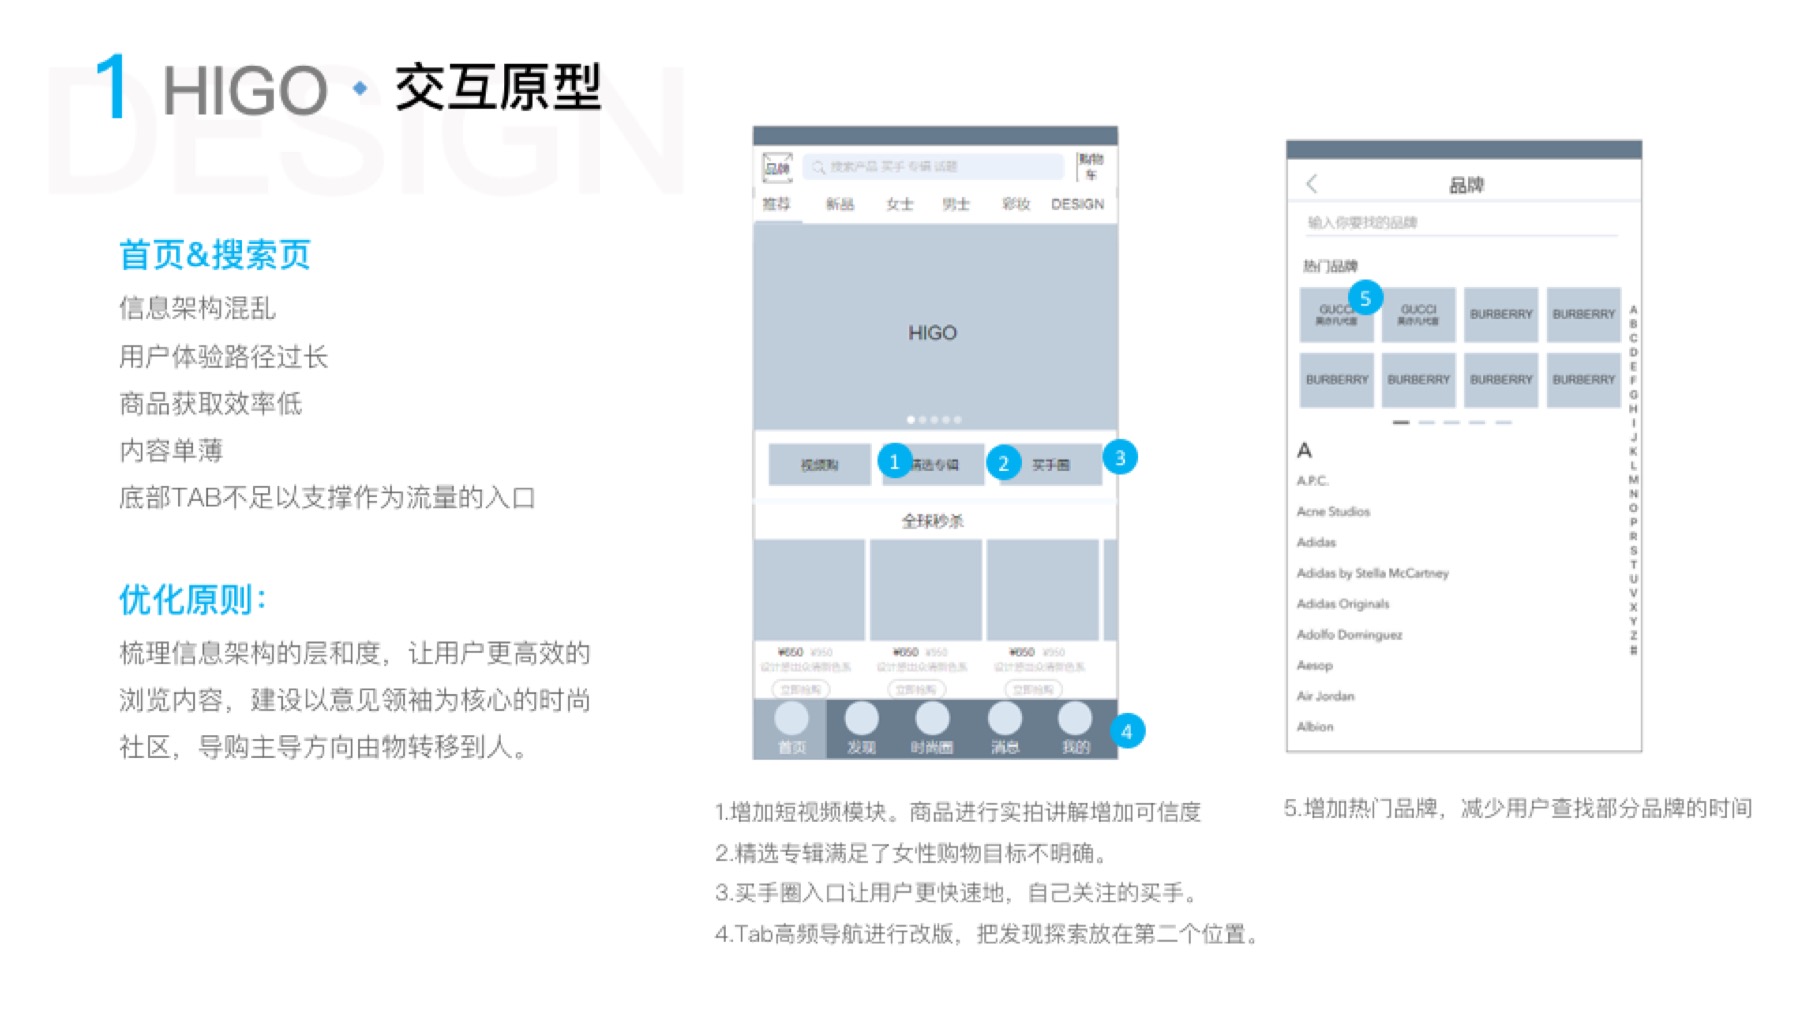 DESIGN
1 HIGO · 交互原型
首页&搜索页
信息架构混乱
用户体验路径过长
商品获取效率低
内容单薄
底部TAB不足以支撑作为流量的入口
优化原则：
梳理信息架构的层和度，让用户更高效的
浏览内容，建设以意见领袖为核心的时尚
社区，导购主导方向由物转移到人。
品牌 搜索产品 买手 专辑 话题 购物车
推荐 新品 女士 男士 彩妆 DESIGN
HIGO
视频购 1 精选专辑 2 买手圈 3
全球秒杀
¥650 ¥950 ¥650 ¥950 ¥650 ¥950
立即抢购 立即抢购 立即抢购
首页 发现 时尚圈 消息 我的 4
1.增加短视频模块。商品进行实拍讲解增加可信度
2.精选专辑满足了女性购物目标不明确。
3.买手圈入口让用户更快速地，自己关注的买手。
4.Tab高频导航进行改版，把发现探索放在第二个位置。
品牌
输入你要找的品牌
热门品牌
GUCCI 5 GUCCI BURBERRY BURBERRY
BURBERRY BURBERRY BURBERRY BURBERRY
A
A.P.C.
Acne Studios
Adidas
Adidas by Stella McCartney
Adidas Originals
Adolfo Dominguez
Aesop
Air Jordan
Albion
A
B
C
D
E
F
G
H
I
J
K
L
M
N
O
P
R
S
T
U
V
X
Y
Z
#
5.增加热门品牌，减少用户查找部分品牌的时间